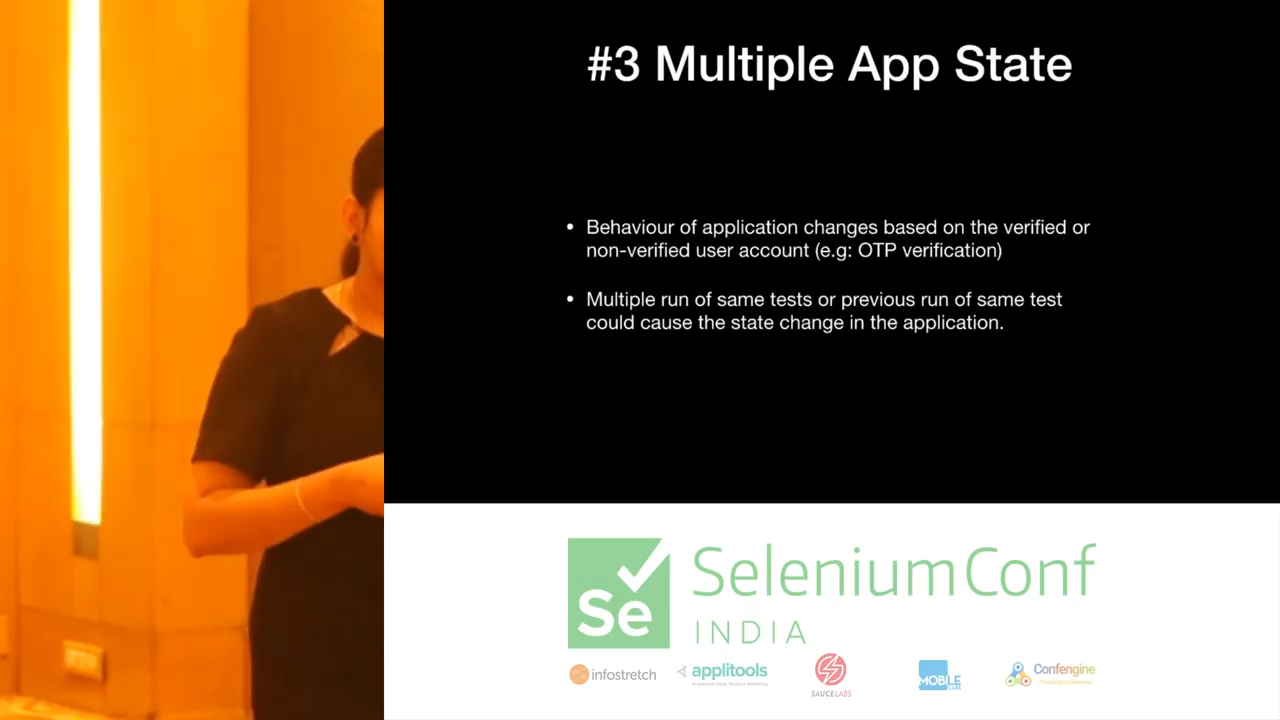 #3 Multiple App State
• Behaviour of application changes based on the verified or
non-verified user account (e.g: OTP verification)
• Multiple run of same tests or previous run of same test
could cause the state change in the application.
Se
SeleniumConf
INDIA
infostretch
applitools
SAUCELABS
MOBILE
LABS
Confengine